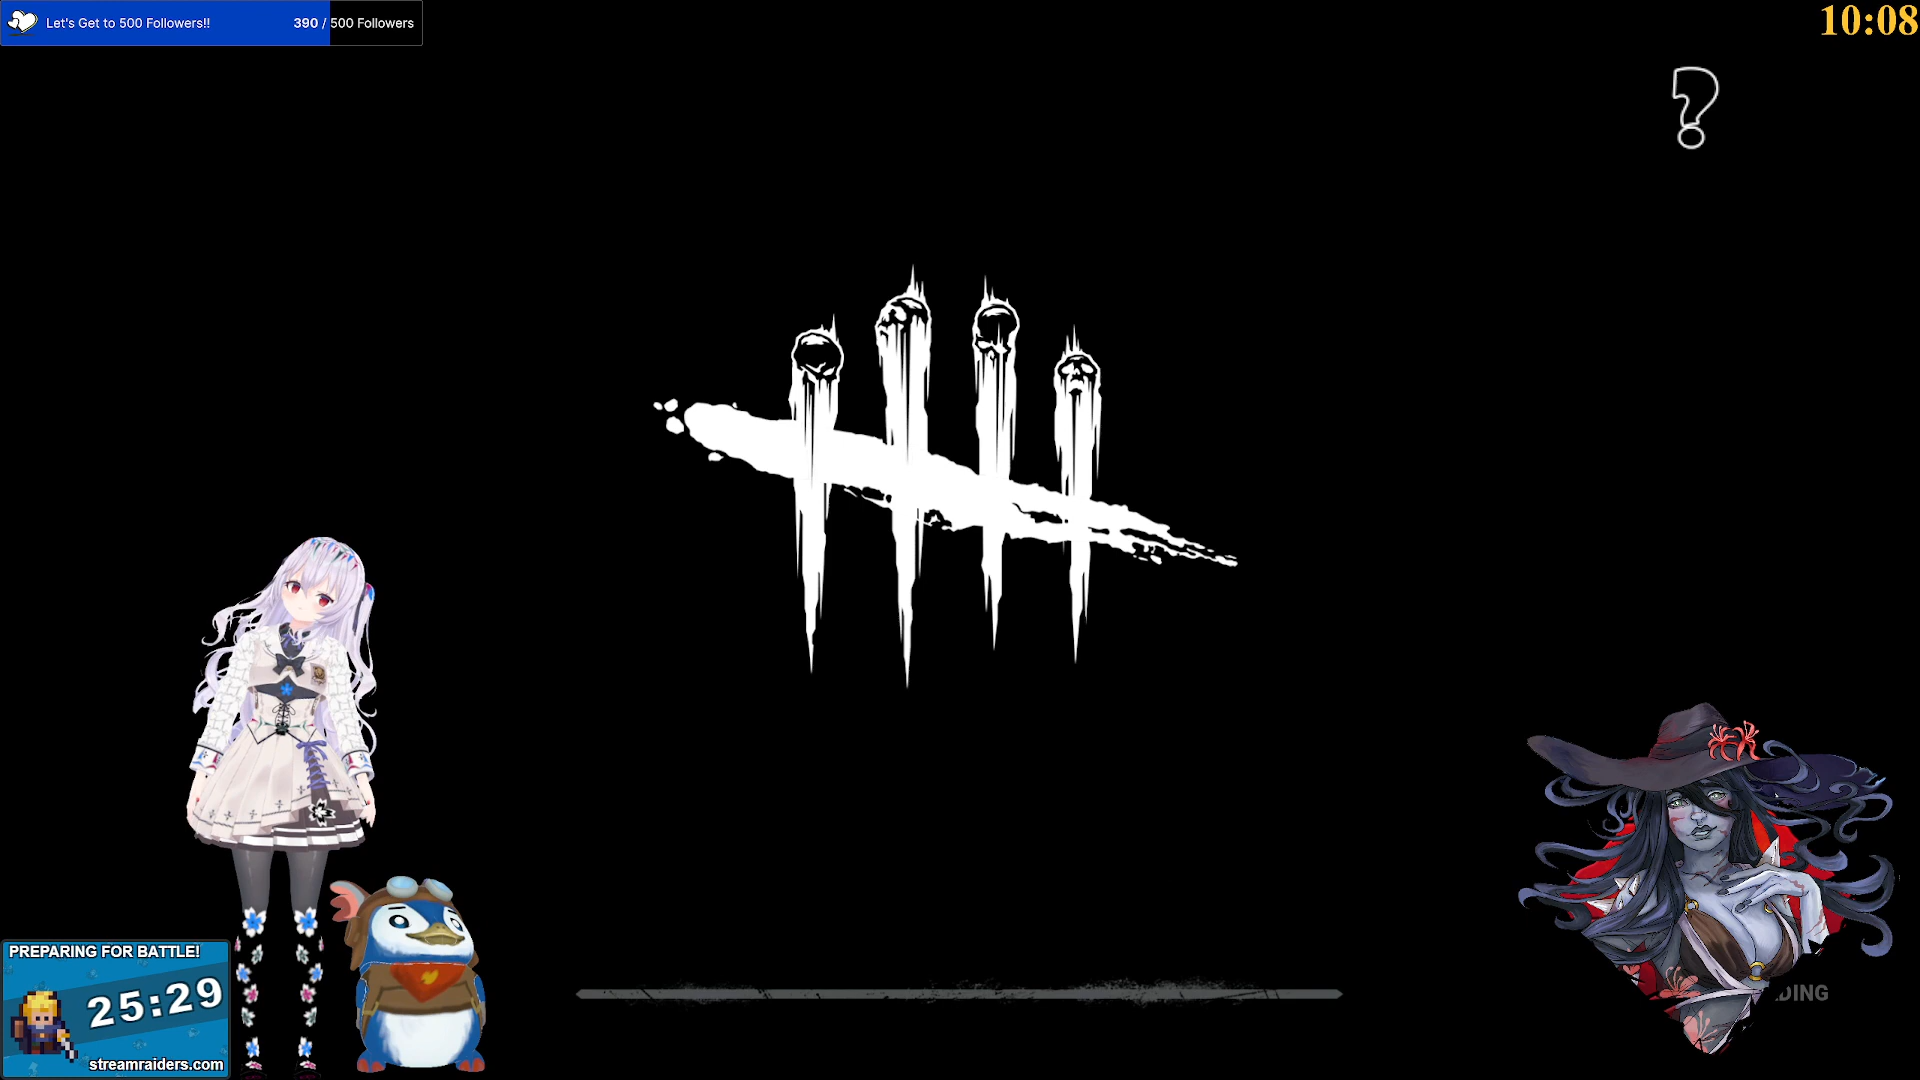 Let's Get to 500 Followers!! 390 / 500 Followers
10:08
?
PREPARING FOR BATTLE!
25:29
streamraiders.com
DING